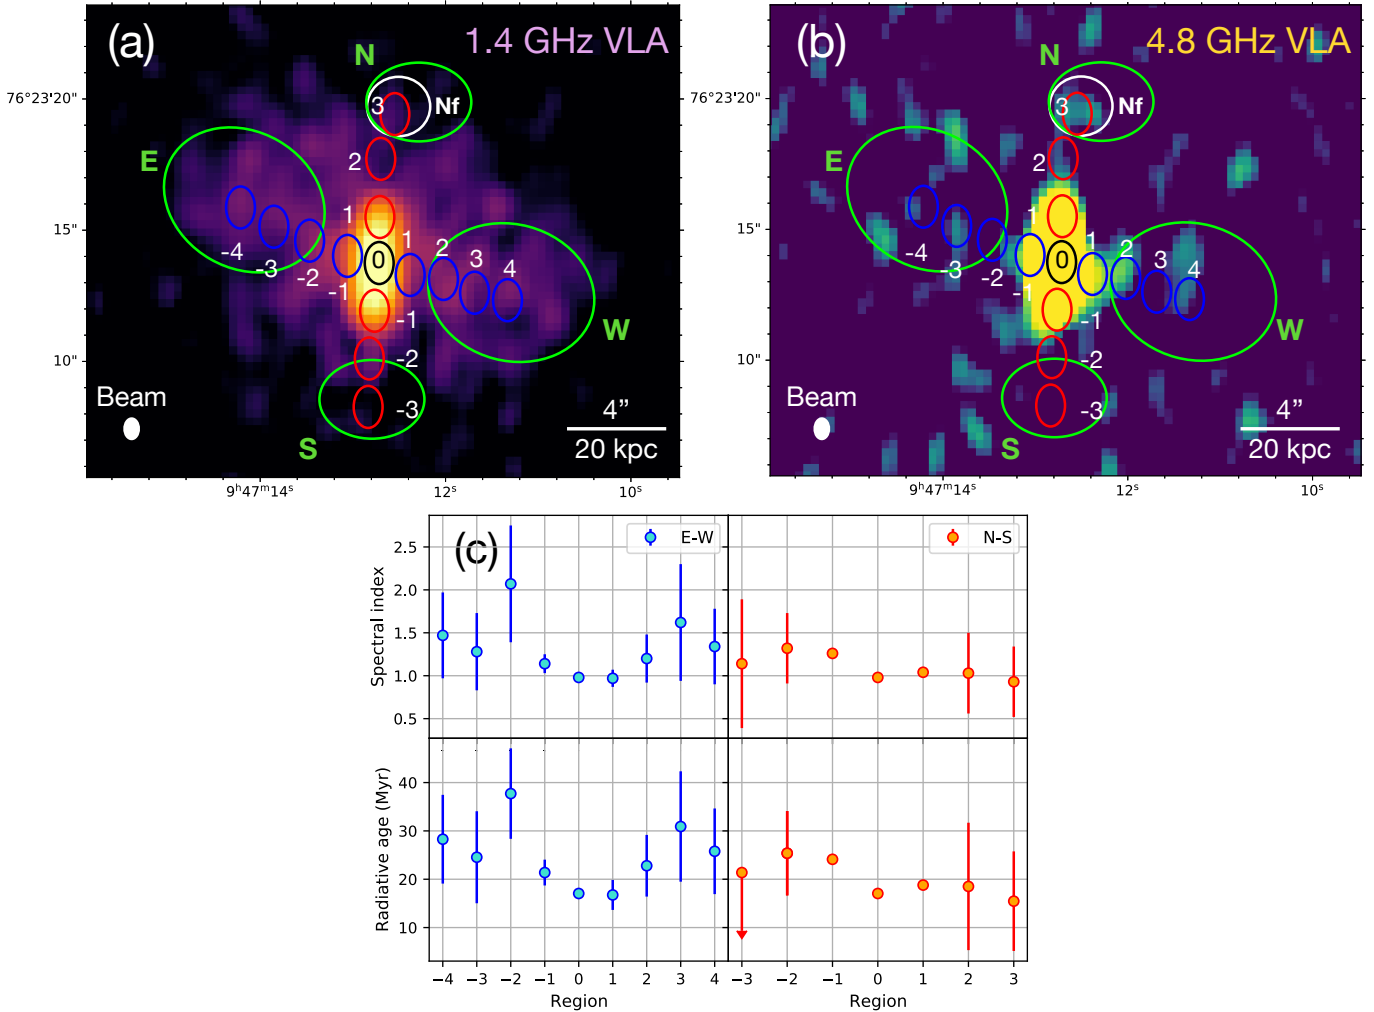 (a)
1.4 GHz VLA
N
3
Nf
76°23'20"
2
E
1
15"
0
1
2
3
4
-4
-3
-2
-1
-1
W
-2
10"
Beam
-3
S
4”
20 kpc
9ʰ47ᵐ14ˢ
12ˢ
10ˢ
(b)
4.8 GHz VLA
N
3
Nf
76°23'20"
2
E
1
15"
0
1
2
3
4
-4
-3
-2
-1
-1
W
-2
10"
Beam
-3
S
4”
20 kpc
9ʰ47ᵐ14ˢ
12ˢ
10ˢ
(c)
E-W
N-S
Spectral index
2.5
2.0
1.5
1.0
0.5
Radiative age (Myr)
40
30
20
10
−4 −3 −2 −1 0 1 2 3 4
Region
−3 −2 −1 0 1 2 3
Region